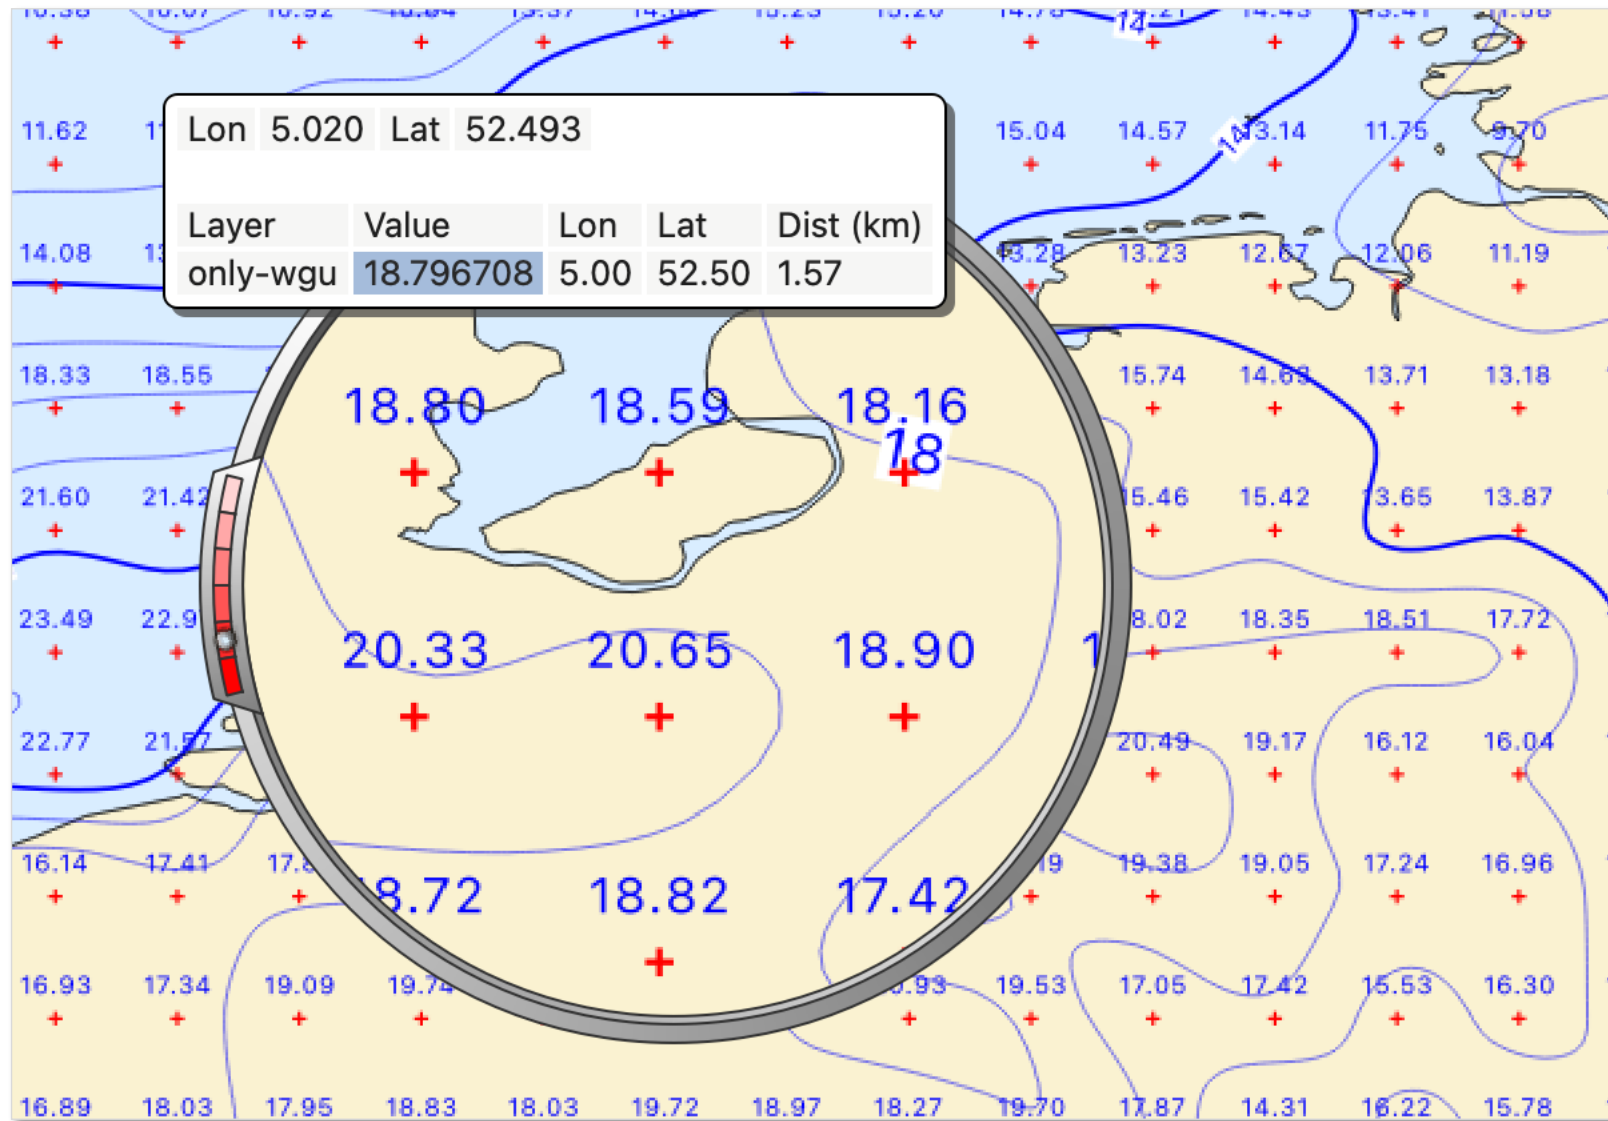 14
Lon 5.020 Lat 52.493
11.62 15.04 14.57 14 13.14 11.75 9.70
Layer Value Lon Lat Dist (km)
only-wgu 18.796708 5.00 52.50 1.57
14.08 13.28 13.23 12.67 12.06 11.19
18.33 18.55 15.74 14.63 13.71 13.18
18.80 18.59 18.16
18
21.60 21.42 15.46 15.42 13.65 13.87
23.49 18.35 18.51 17.72
20.33 20.65 18.90
22.77 21.57 20.49 19.17 16.12 16.04
16.14 17.41 19.38 19.05 17.24 16.96
18.82 17.42
16.93 17.34 19.09 19.74 19.53 17.05 17.42 15.53 16.30
16.89 18.03 17.95 18.83 18.03 19.72 18.97 18.27 19.70 17.87 14.31 16.22 15.78